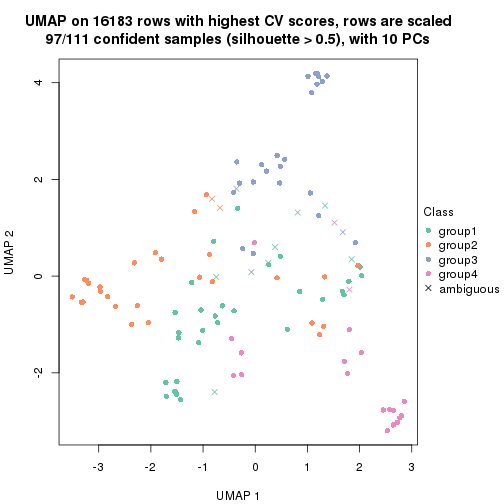 UMAP on 16183 rows with highest CV scores, rows are scaled
97/111 confident samples (silhouette > 0.5), with 10 PCs
4
2
0
-2
UMAP 2
-3 -2 -1 0 1 2 3
UMAP 1
Class
group1
group2
group3
group4
ambiguous